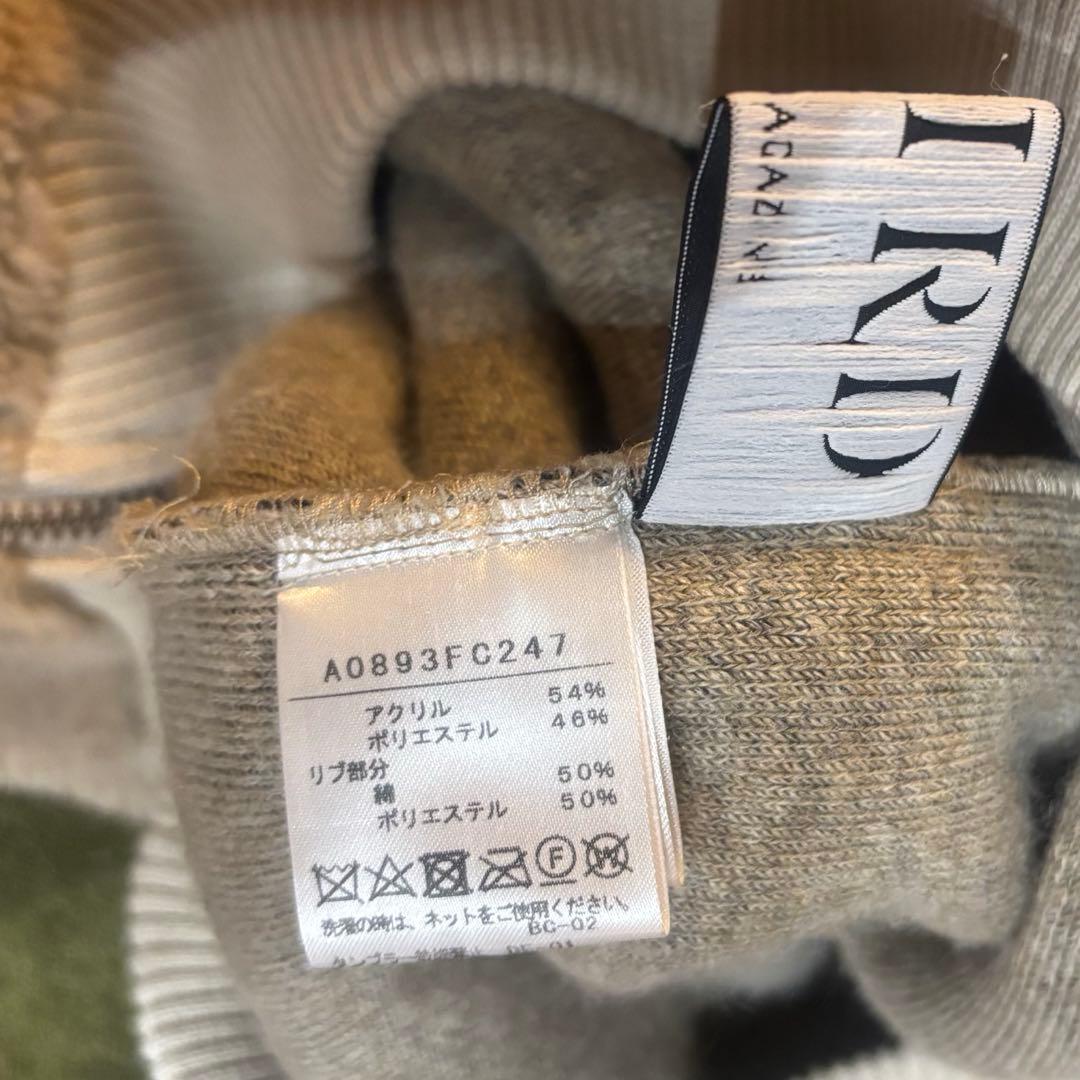 IRD
AGAZINE
A0893FC247
アクリル 54%
ポリエステル 46%
リブ部分
綿 50%
ポリエステル 50%
F
W
洗濯の時は、ネットをご使用ください。
BC-02